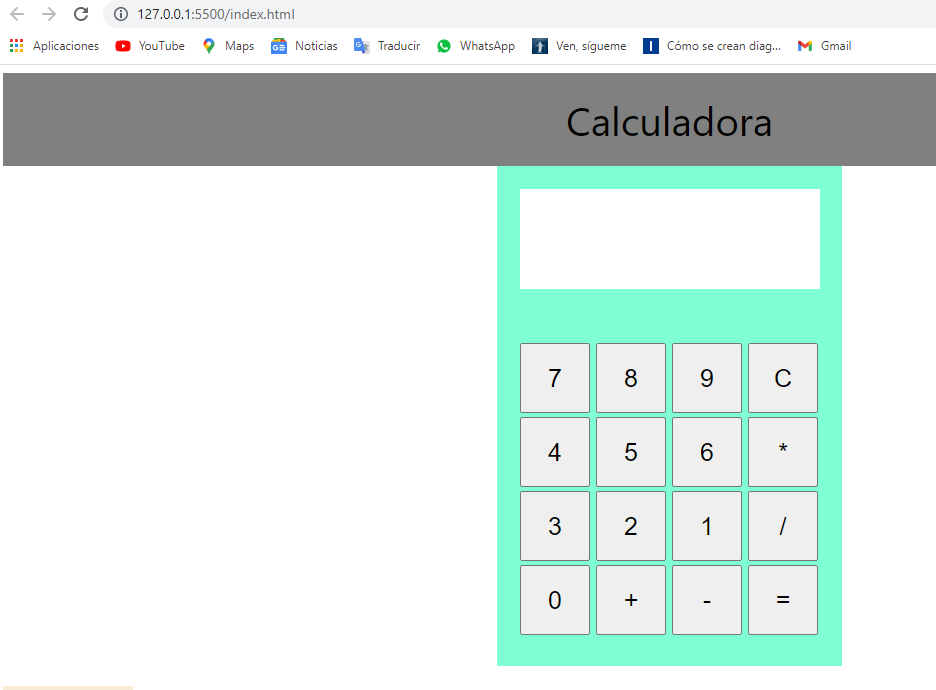 127.0.0.1:5500/index.html
Aplicaciones YouTube Maps Noticias Traducir WhatsApp Ven, sígueme Cómo se crean diag... Gmail
Calculadora
7 8 9 C
4 5 6 *
3 2 1 /
0 + - =